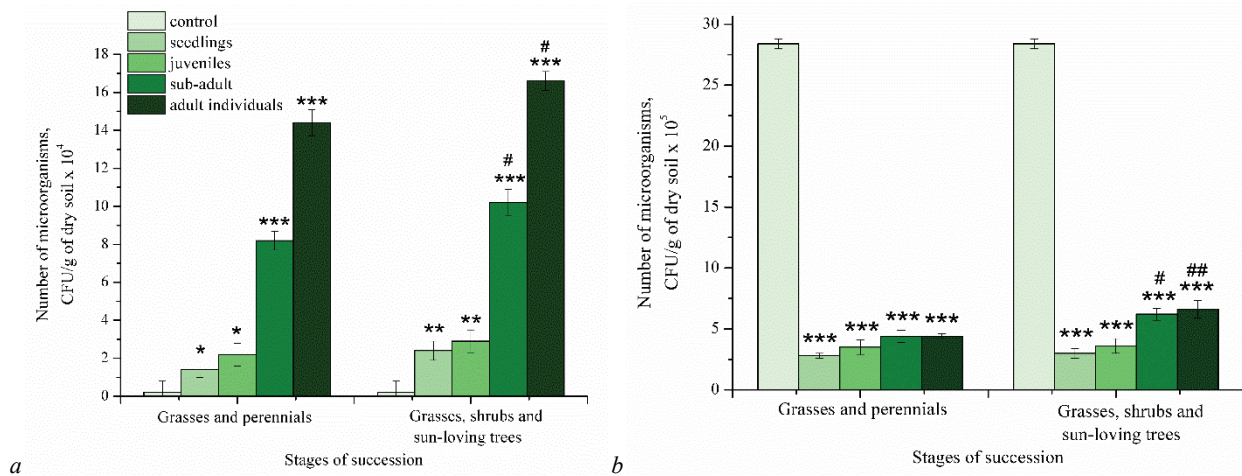 control
seedlings
juveniles
sub-adult
adult individuals
Number of microorganisms,
CFU/g of dry soil x 10⁴
18
16
14
12
10
8
6
4
2
0
*
*
***
***
**
**
#
***
#
***
Grasses and perennials
Grasses, shrubs and
sun-loving trees
Stages of succession
a
Number of microorganisms,
CFU/g of dry soil x 10⁵
30
25
20
15
10
5
0
***
***
***
***
***
***
#
***
##
***
Grasses and perennials
Grasses, shrubs and
sun-loving trees
Stages of succession
b